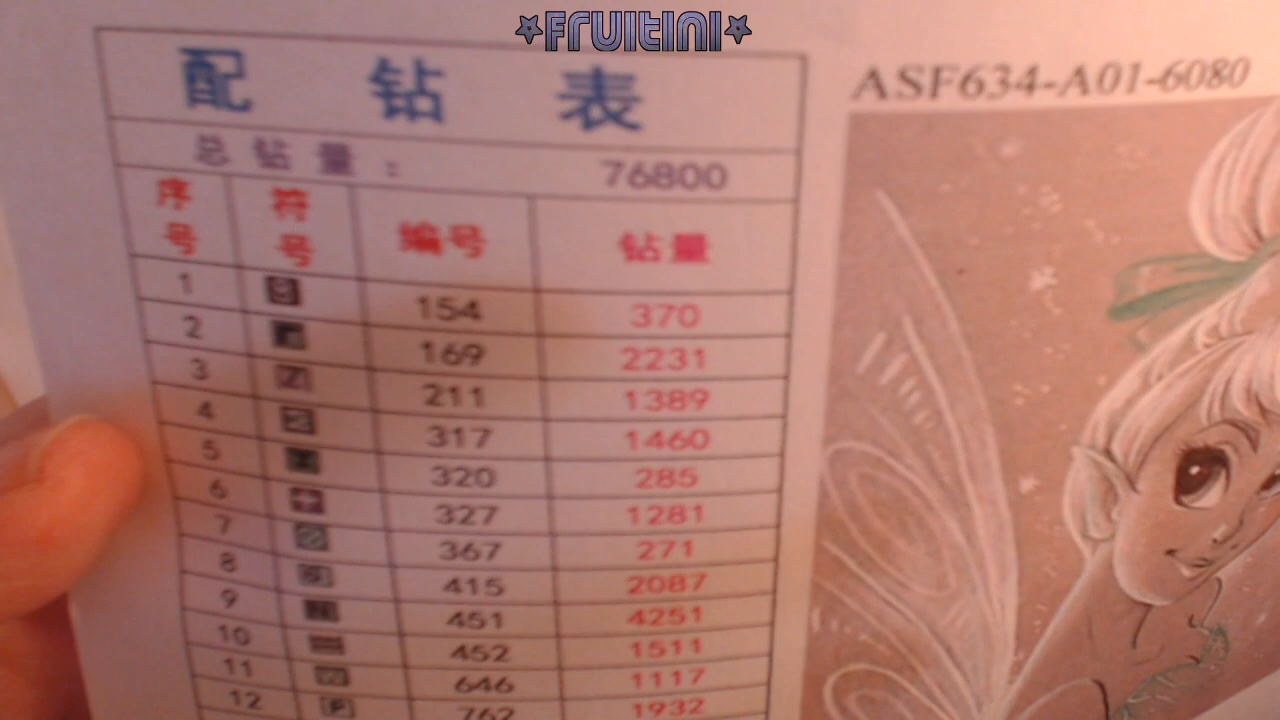 ★FRUITINI★
配 钻 表
ASF634-A01-6080
总钻量: 76800
序号 符号 编号 钻量
1 154 370
2 169 2231
3 Z 211 1389
4 317 1460
5 320 285
6 327 1281
7 367 271
8 415 2087
9 451 4251
10 452 1511
11 646 1117
12 P 762 1932